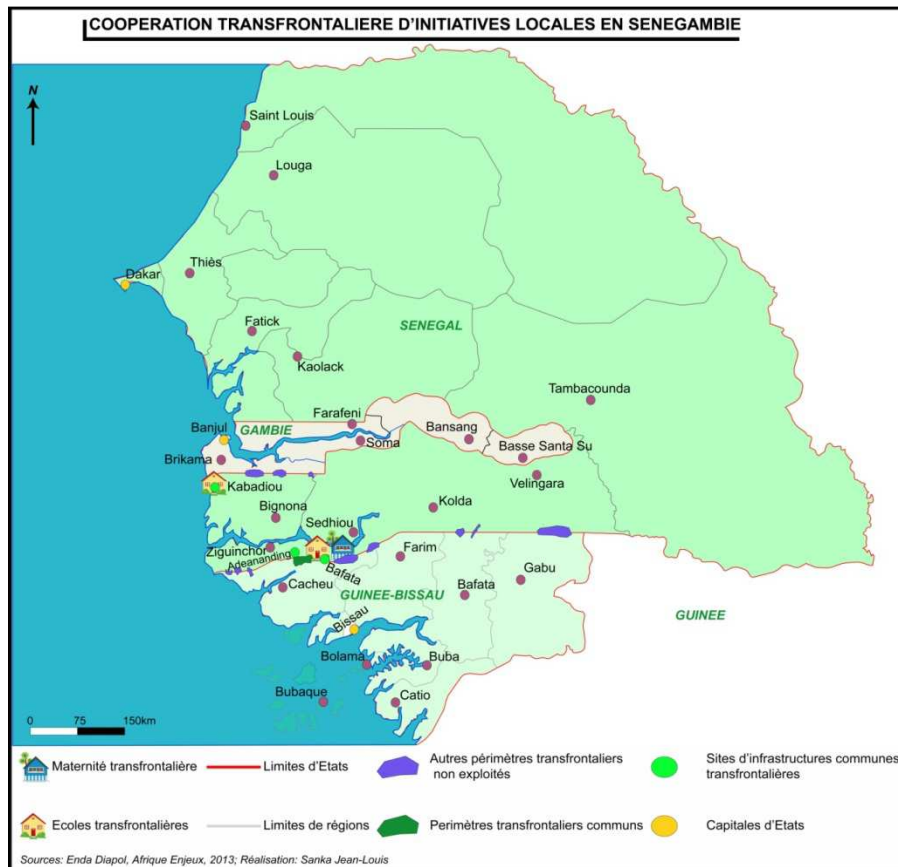 COOPERATION TRANSFRONTALIERE D'INITIATIVES LOCALES EN SENEGAMBIE
N
Saint Louis
Louga
Thiès
Dakar
Fatick
SENEGAL
Kaolack
Tambacounda
Farafeni
Banjul
GAMBIE
Bansang
Soma
Basse Santa Su
Brikama
Velingara
Kabadiou
Kolda
Bignona
Sedhiou
Ziguinchor
Adeananding
Farim
Bafata
Gabu
Cacheu
Bafata
GUINEE-BISSAU
GUINEE
Bissau
Bolama
Buba
Bubaque
Catio
0 75 150km
Maternité transfrontalière
Limites d'Etats
Autres périmètres transfrontaliers
non exploités
Sites d'infrastructures communes
transfrontalières
Ecoles transfrontalières
Limites de régions
Perimètres transfrontaliers communs
Capitales d'Etats
Sources: Enda Diapol, Afrique Enjeux, 2013; Réalisation: Sanka Jean-Louis